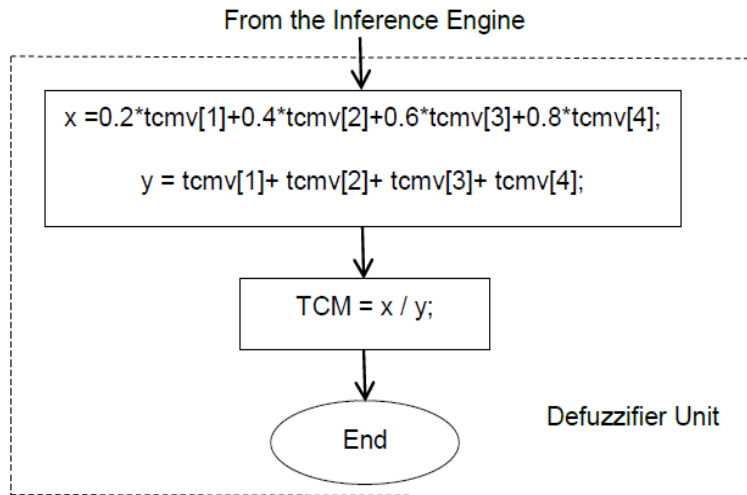 From the Inference Engine
x =0.2*tcmv[1]+0.4*tcmv[2]+0.6*tcmv[3]+0.8*tcmv[4];
y = tcmv[1]+ tcmv[2]+ tcmv[3]+ tcmv[4];
TCM = x / y;
End
Defuzzifier Unit